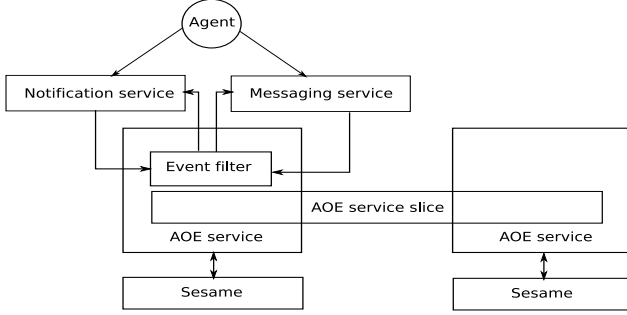 Agent
Notification service
Messaging service
Event filter
AOE service slice
AOE service
AOE service
Sesame
Sesame